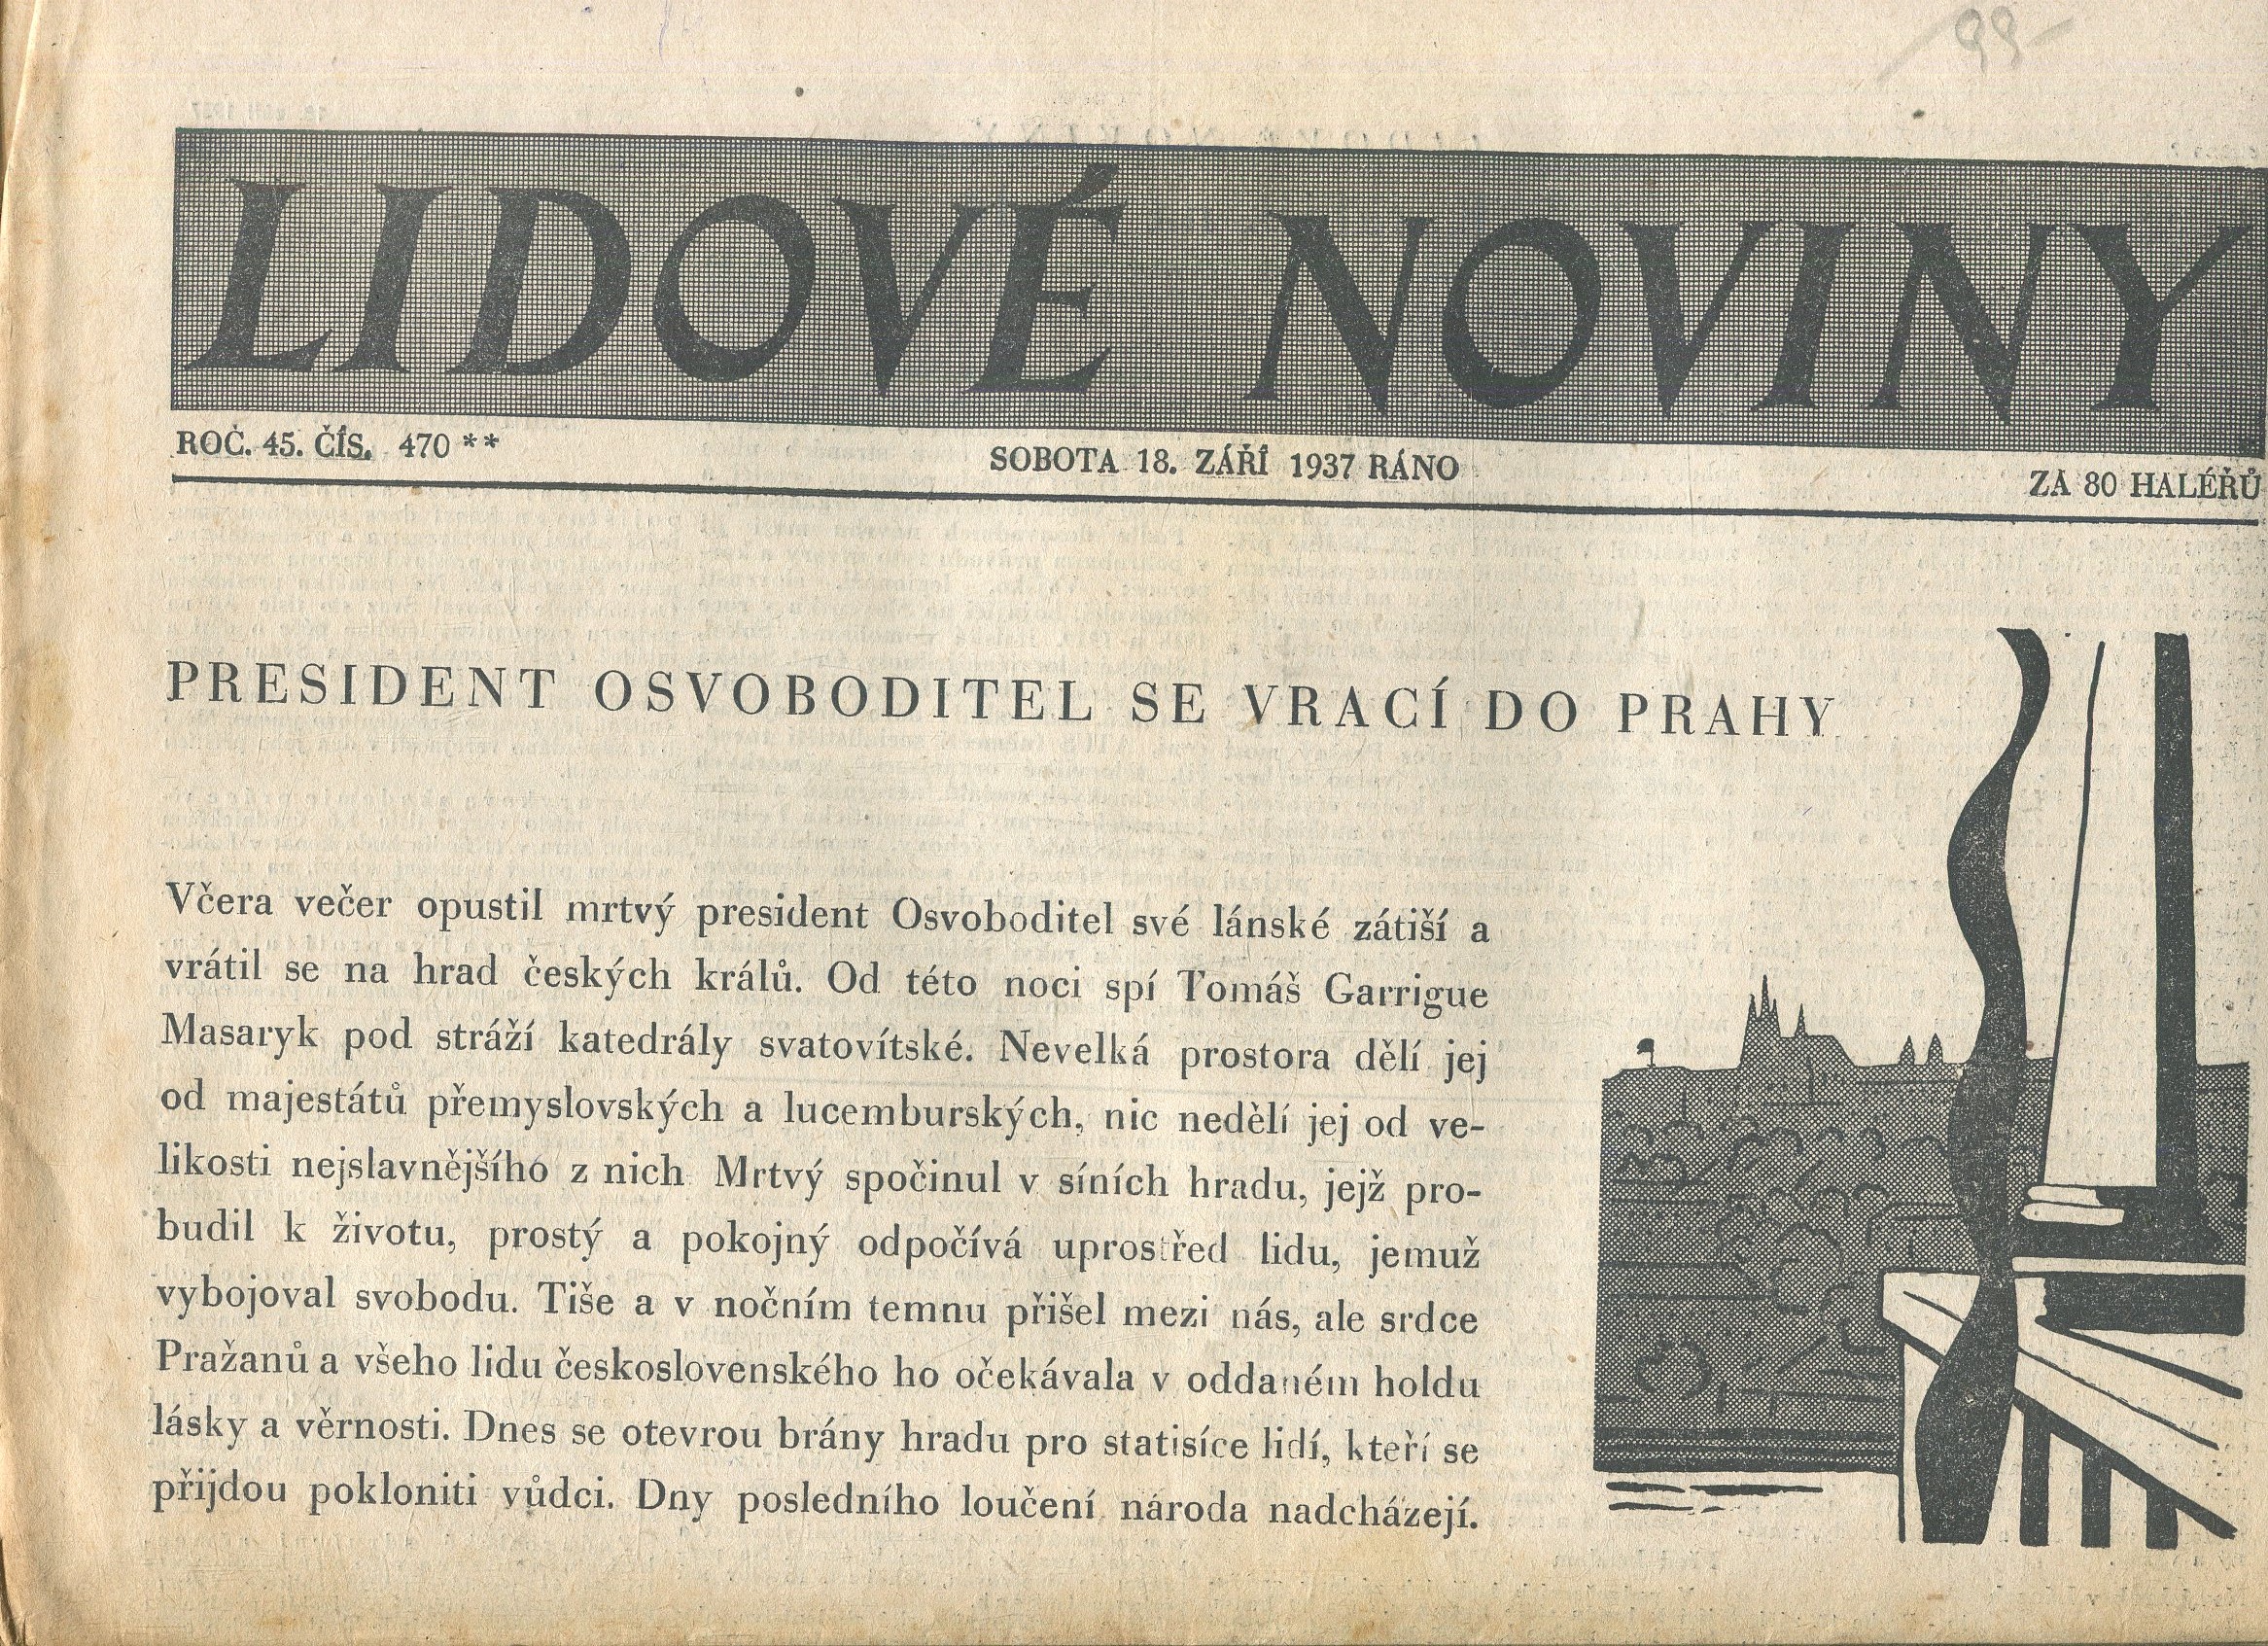 99-
LIDOVÉ NOVINY
ROČ. 45. ČÍS. 470 **
SOBOTA 18. ZÁŘÍ 1937 RÁNO
ZA 80 HALÉŘŮ
PRESIDENT OSVOBODITEL SE VRACÍ DO PRAHY
Včera večer opustil mrtvý president Osvoboditel své lánské zátiší a
vrátil se na hrad českých králů. Od této noci spí Tomáš Garrigue
Masaryk pod stráží katedrály svatovítské. Nevelká prostora dělí jej
od majestátů přemyslovských a lucemburských, nic nedělí jej od ve-
likosti nejslavnějšího z nich Mrtvý spočinul v síních hradu, jejž pro-
budil k životu, prostý a pokojný odpočívá uprostřed lidu, jemuž
vybojoval svobodu. Tiše a v nočním temnu přišel mezi nás, ale srdce
Pražanů a všeho lidu československého ho očekávala v oddaném holdu
lásky a věrnosti. Dnes se otevrou brány hradu pro statisíce lidí, kteří se
přijdou pokloniti vůdci. Dny posledního loučení národa nadcházejí.